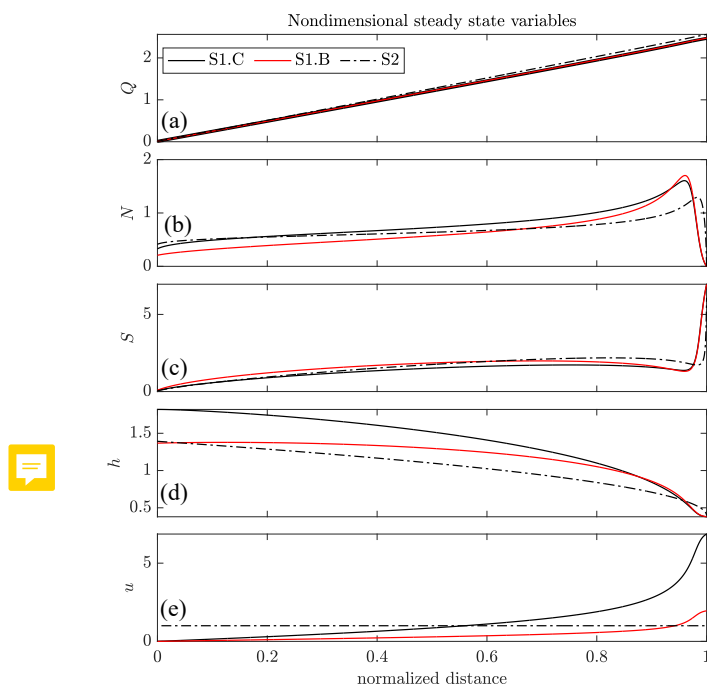 Nondimensional steady state variables
2
1
0
Q
S1.C S1.B S2
(a)
2
1
0
N
(b)
5
0
S
(c)
1.5
1
0.5
h
(d)
5
0
u
(e)
0 0.2 0.4 0.6 0.8 1
normalized distance